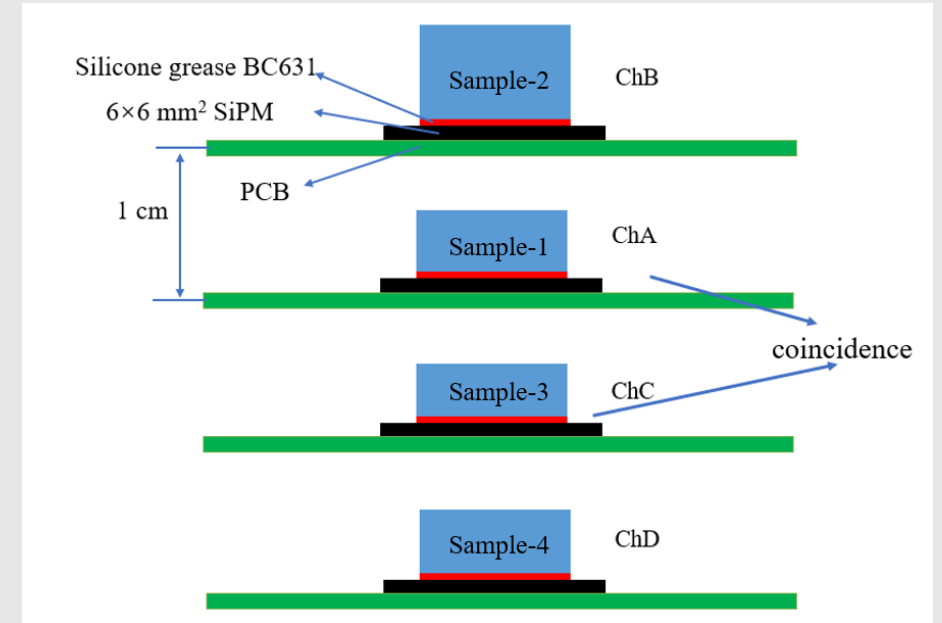 Silicone grease BC631
6×6 mm² SiPM
PCB
1 cm
Sample-2
ChB
Sample-1
ChA
coincidence
Sample-3
ChC
Sample-4
ChD